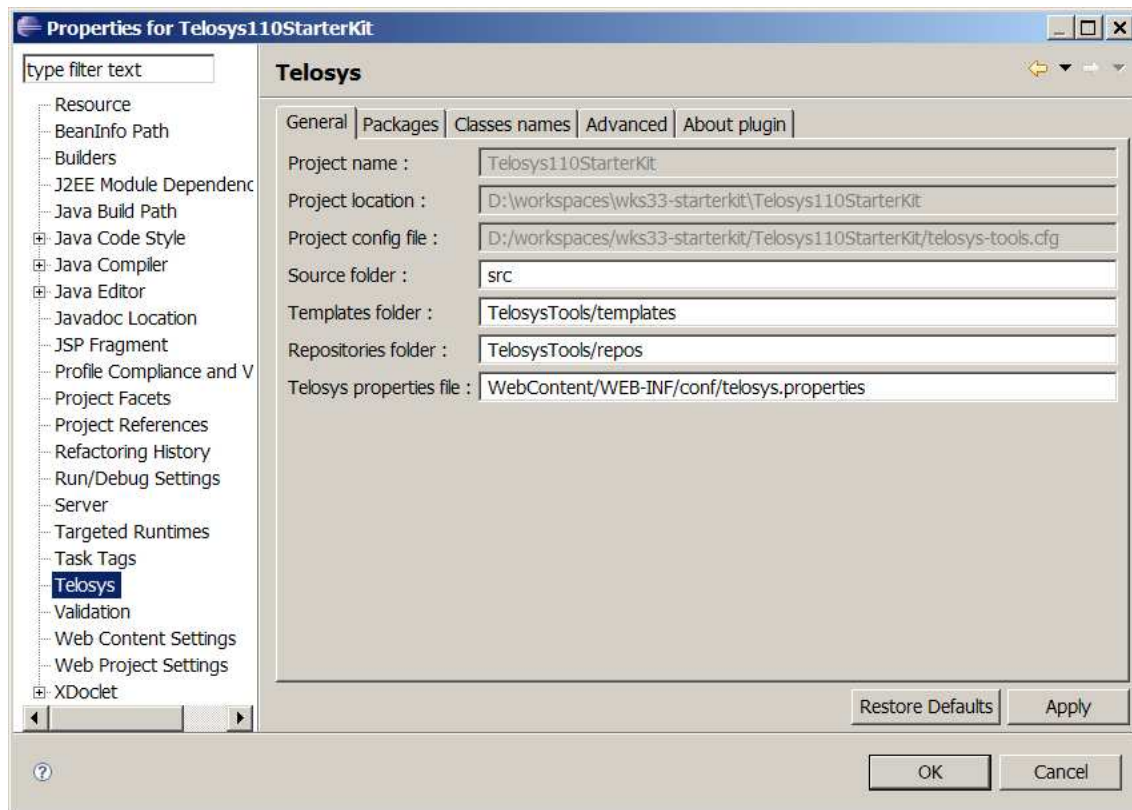 Properties for Telosys110StarterKit
type filter text
Resource
BeanInfo Path
Builders
J2EE Module Dependenc
Java Build Path
Java Code Style
Java Compiler
Java Editor
Javadoc Location
JSP Fragment
Profile Compliance and V
Project Facets
Project References
Refactoring History
Run/Debug Settings
Server
Targeted Runtimes
Task Tags
Telosys
Validation
Web Content Settings
Web Project Settings
XDoclet
Telosys
General Packages Classes names Advanced About plugin
Project name : Telosys110StarterKit
Project location : D:\workspaces\wks33-starterkit\Telosys110StarterKit
Project config file : D:/workspaces/wks33-starterkit/Telosys110StarterKit/telosys-tools.cfg
Source folder : src
Templates folder : TelosysTools/templates
Repositories folder : TelosysTools/repos
Telosys properties file : WebContent/WEB-INF/conf/telosys.properties
Restore Defaults Apply
? OK Cancel